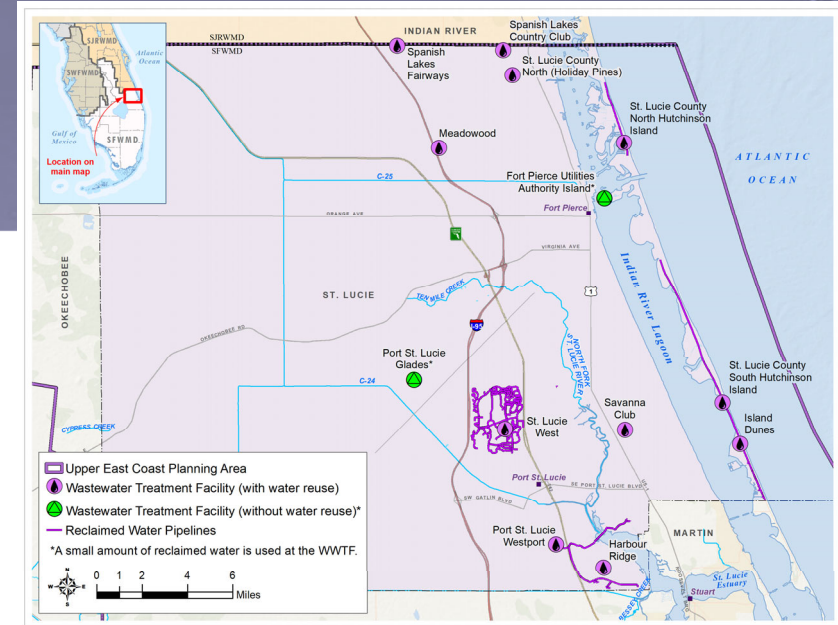 SJRWMD
SFWMD
INDIAN RIVER
Spanish Lakes
Country Club
Spanish
Lakes
Fairways
St. Lucie County
North (Holiday Pines)
St. Lucie County
North Hutchinson
Island
Atlantic
Ocean
SWFWMD
SFWMD
Gulf of
Mexico
Location on
main map
Meadowood
ATLANTIC
OCEAN
C-25
Fort Pierce Utilities
Authority Island*
Fort Pierce
ORANGE AVE
VIRGINIA AVE
OKEECHOBEE
ST. LUCIE
TEN MILE CREEK
1
Indian River Lagoon
OKEECHOBEE RD
I-95
NORTH FORK
ST. LUCIE RIVER
Port St. Lucie
Glades*
C-24
St. Lucie County
South Hutchinson
Island
Savanna
Club
Island
Dunes
St. Lucie
West
CYPRESS CREEK
Port St. Lucie
SE PORT ST. LUCIE BLVD
US-1
SW GATLIN BLVD
Port St. Lucie
Westport
Harbour
Ridge
MARTIN
St. Lucie
Estuary
Stuart
BESSEY CREEK
Upper East Coast Planning Area
Wastewater Treatment Facility (with water reuse)
Wastewater Treatment Facility (without water reuse)*
Reclaimed Water Pipelines
*A small amount of reclaimed water is used at the WWTF.
N
W E
S
0 1 2 4 6
Miles